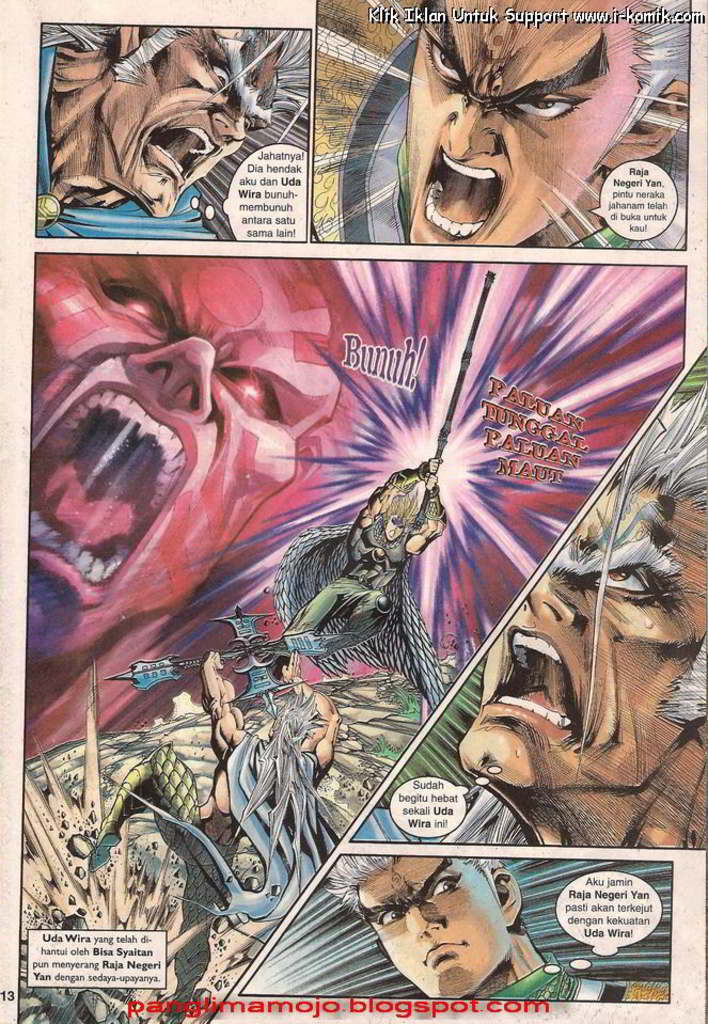 Klik Iklan Untuk Support www.i-komik.com
Jahatnya!
Dia hendak
aku dan Uda
Wira bunuh-
membunuh
antara satu
sama lain!
Raja
Negeri Yan,
pintu neraka
jahanam telah
di buka untuk
kau!
Bunuh!
PALUAN
TUNGGAL
PALUAN
MAUT
Sudah
begitu hebat
sekali Uda
Wira ini!
Uda Wira yang telah di-
hantui oleh Bisa Syaitan
pun menyerang Raja Negeri
Yan dengan sedaya-upayanya.
Aku jamin
Raja Negeri Yan
pasti akan terkejut
dengan kekuatan
Uda Wira!
13
panglimamojo.blogspot.com